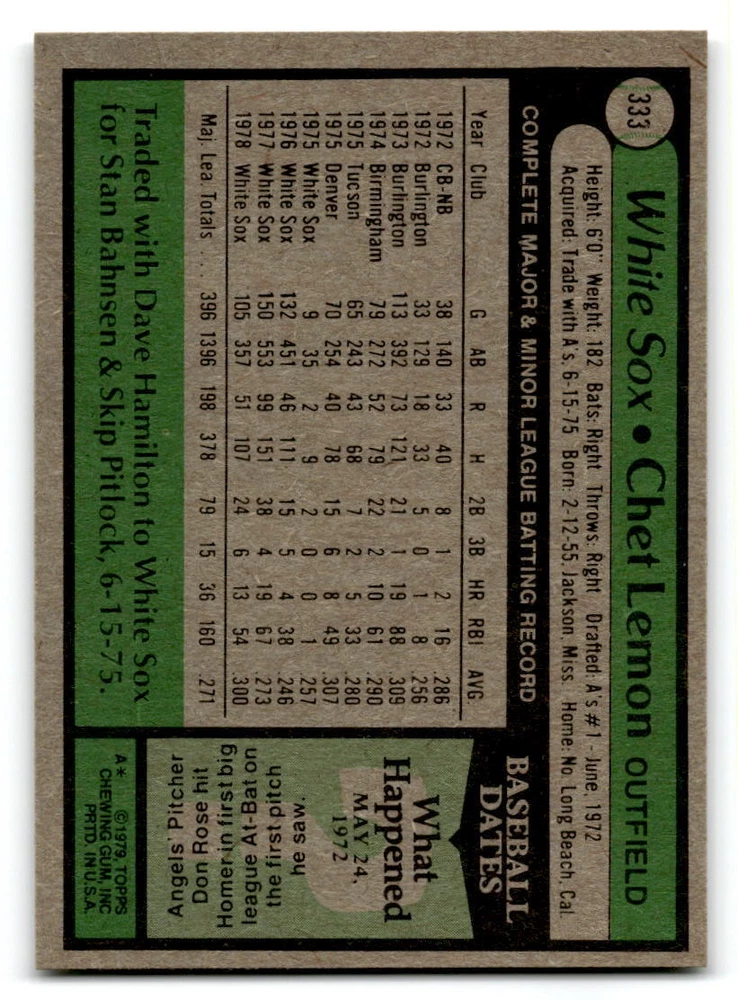 333
White Sox • Chet Lemon OUTFIELD
Height: 6'0" Weight: 182 Bats: Right Throws: Right Drafted: A's #1 - June, 1972
Acquired: Trade with A's, 6-15-75 Born: 2-12-55, Jackson, Miss. Home: No. Long Beach, Cal.
COMPLETE MAJOR & MINOR LEAGUE BATTING RECORD
Year Club G AB R H 2B 3B HR RBI AVG.
1972 CB-NB 38 140 33 40 8 1 2 16 .286
1972 Burlington 33 129 18 33 5 0 1 8 .256
1973 Burlington 113 392 73 121 21 1 19 88 .309
1974 Birmingham 79 272 52 79 22 2 10 61 .290
1975 Tucson 65 243 43 68 7 2 5 33 .280
1975 Denver 70 254 40 78 15 6 8 49 .307
1975 White Sox 9 35 2 9 2 0 0 1 .257
1976 White Sox 132 451 46 111 15 5 4 38 .246
1977 White Sox 150 553 99 151 38 4 19 67 .273
1978 White Sox 105 357 51 107 24 6 13 54 .300
Maj. Lea. Totals ... 396 1396 198 378 79 15 36 160 .271
Traded with Dave Hamilton to White Sox
for Stan Bahnsen & Skip Pitlock, 6-15-75.
BASEBALL
DATES
What
Happened
MAY 24,
1972
Angels' Pitcher
Don Rose hit
Homer in first big
league At-Bat on
the first pitch
he saw.
A* © 1979, TOPPS
CHEWING GUM, INC
PRTD. IN U.S.A.